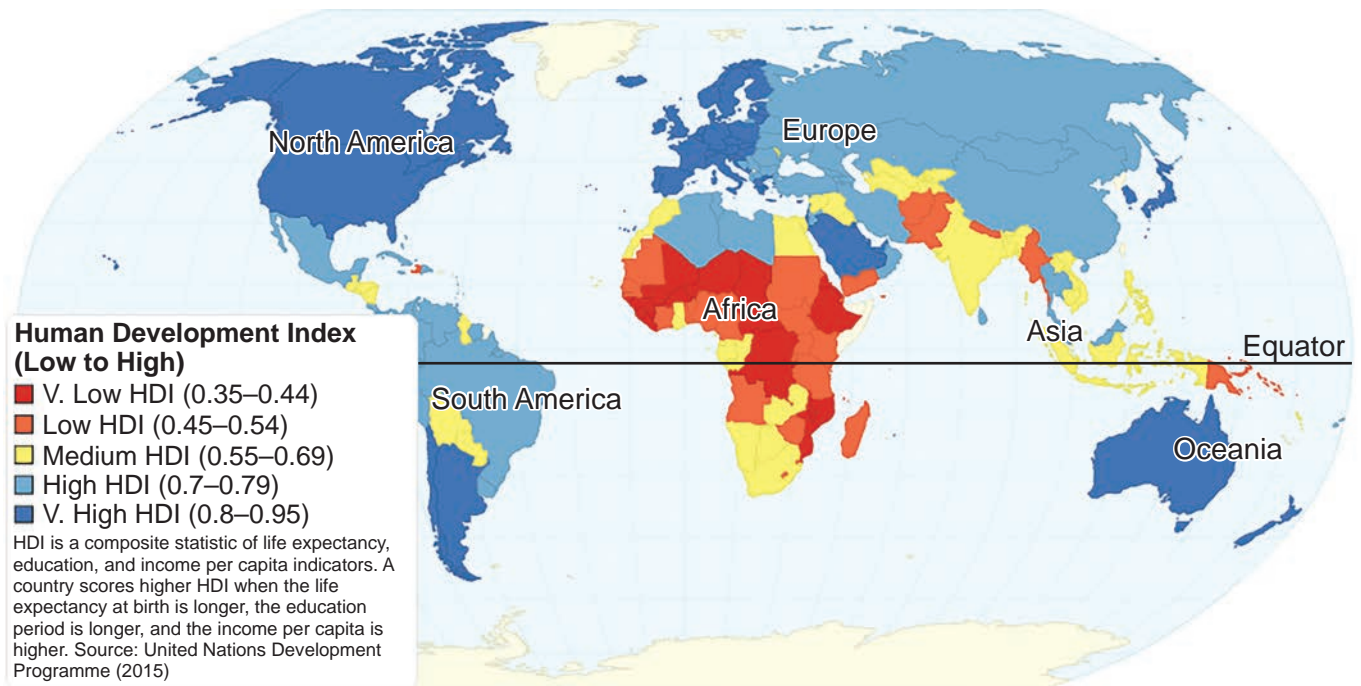 North America
Europe
Africa
Asia
Equator
South America
Oceania
Human Development Index
(Low to High)
V. Low HDI (0.35–0.44)
Low HDI (0.45–0.54)
Medium HDI (0.55–0.69)
High HDI (0.7–0.79)
V. High HDI (0.8–0.95)
HDI is a composite statistic of life expectancy,
education, and income per capita indicators. A
country scores higher HDI when the life
expectancy at birth is longer, the education
period is longer, and the income per capita is
higher. Source: United Nations Development
Programme (2015)